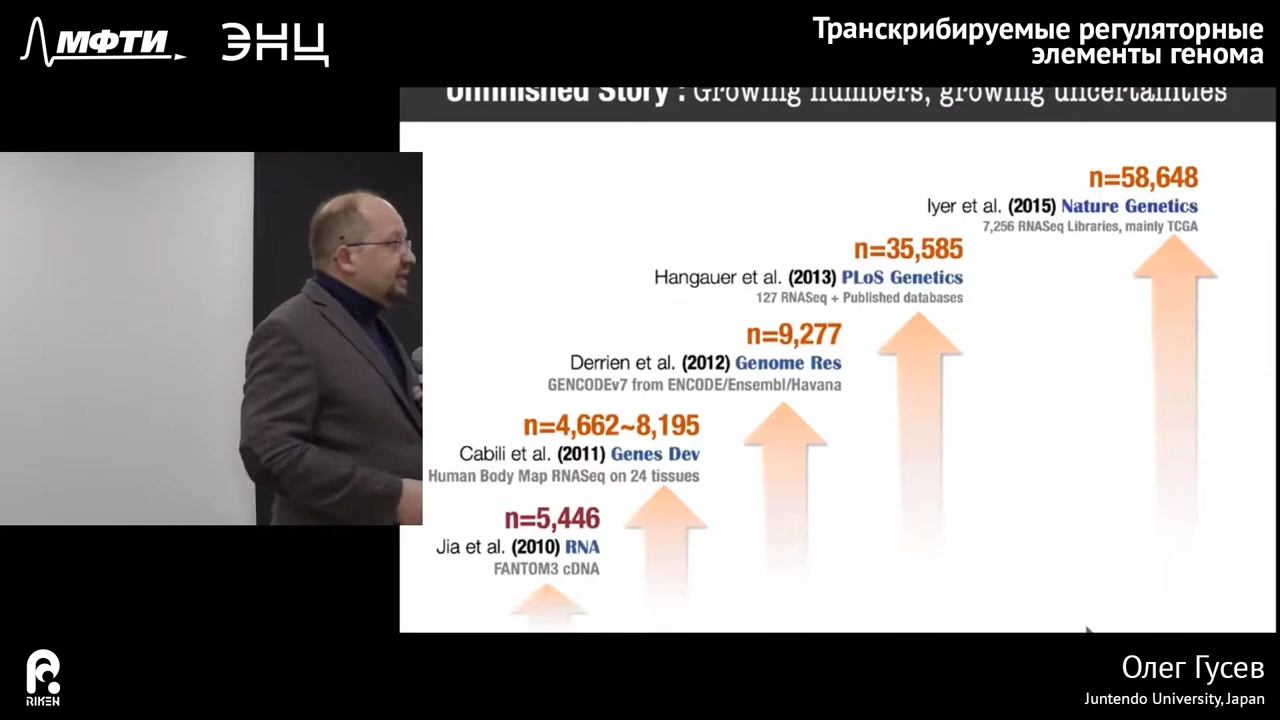 МФТИ
ЭНЦ
Транскрибируемые регуляторные
элементы генома
Unfinished Story : Growing numbers, growing uncertainties
n=58,648
Iyer et al. (2015) Nature Genetics
7,256 RNASeq Libraries, mainly TCGA
n=35,585
Hangauer et al. (2013) PLoS Genetics
127 RNASeq + Published databases
n=9,277
Derrien et al. (2012) Genome Res
GENCODEv7 from ENCODE/Ensembl/Havana
n=4,662~8,195
Cabili et al. (2011) Genes Dev
Human Body Map RNASeq on 24 tissues
n=5,446
Jia et al. (2010) RNA
FANTOM3 cDNA
RIKEN
Олег Гусев
Juntendo University, Japan